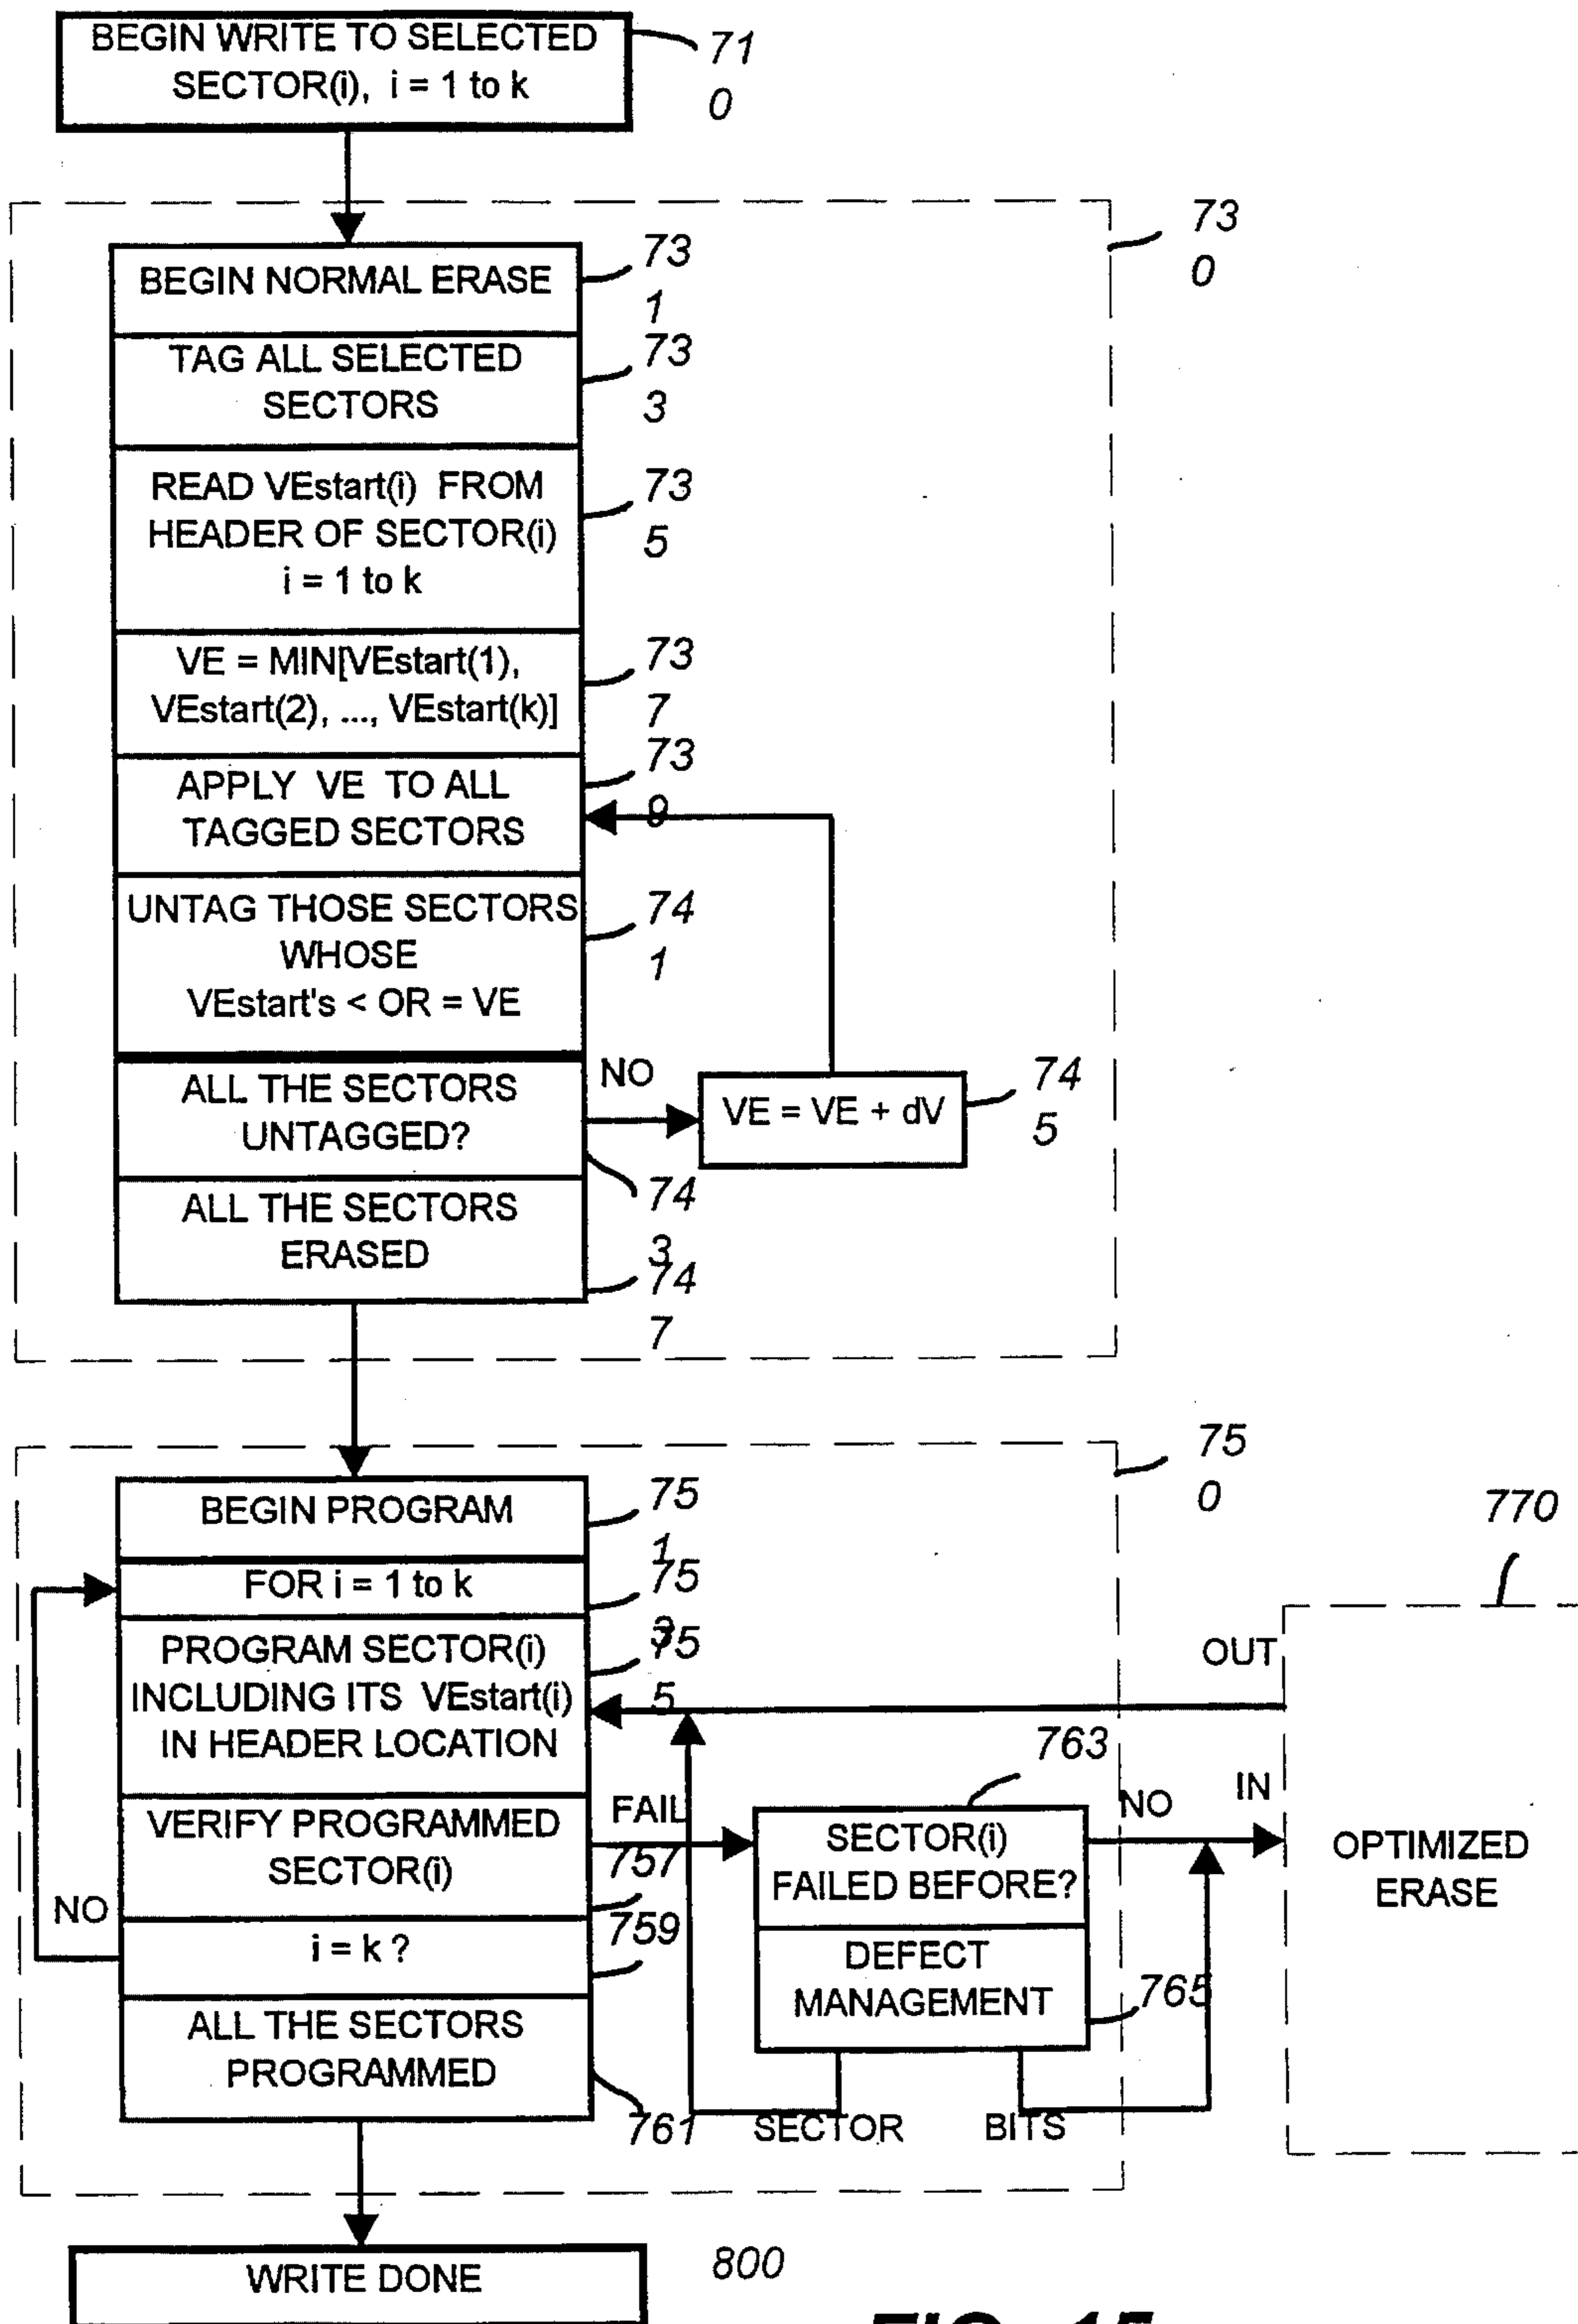 BEGIN WRITE TO SELECTED
SECTOR(i), i = 1 to k
71
0
73
0
BEGIN NORMAL ERASE
73
1
TAG ALL SELECTED
SECTORS
73
3
READ VEstart(i) FROM
HEADER OF SECTOR(i)
i = 1 to k
73
5
VE = MIN[VEstart(1),
VEstart(2), ..., VEstart(k)]
73
7
APPLY VE TO ALL
TAGGED SECTORS
73
9
UNTAG THOSE SECTORS
WHOSE
VEstart's < OR = VE
74
1
ALL THE SECTORS
UNTAGGED?
NO
74
3
VE = VE + dV
74
5
ALL THE SECTORS
ERASED
74
7
75
0
BEGIN PROGRAM
75
1
FOR i = 1 to k
75
3
PROGRAM SECTOR(i)
INCLUDING ITS VEstart(i)
IN HEADER LOCATION
75
5
OUT
770
VERIFY PROGRAMMED
SECTOR(i)
FAIL
757
763
SECTOR(i)
FAILED BEFORE?
NO
IN
OPTIMIZED
ERASE
NO
i = k ?
759
DEFECT
MANAGEMENT
765
ALL THE SECTORS
PROGRAMMED
761
SECTOR
BITS
WRITE DONE
800